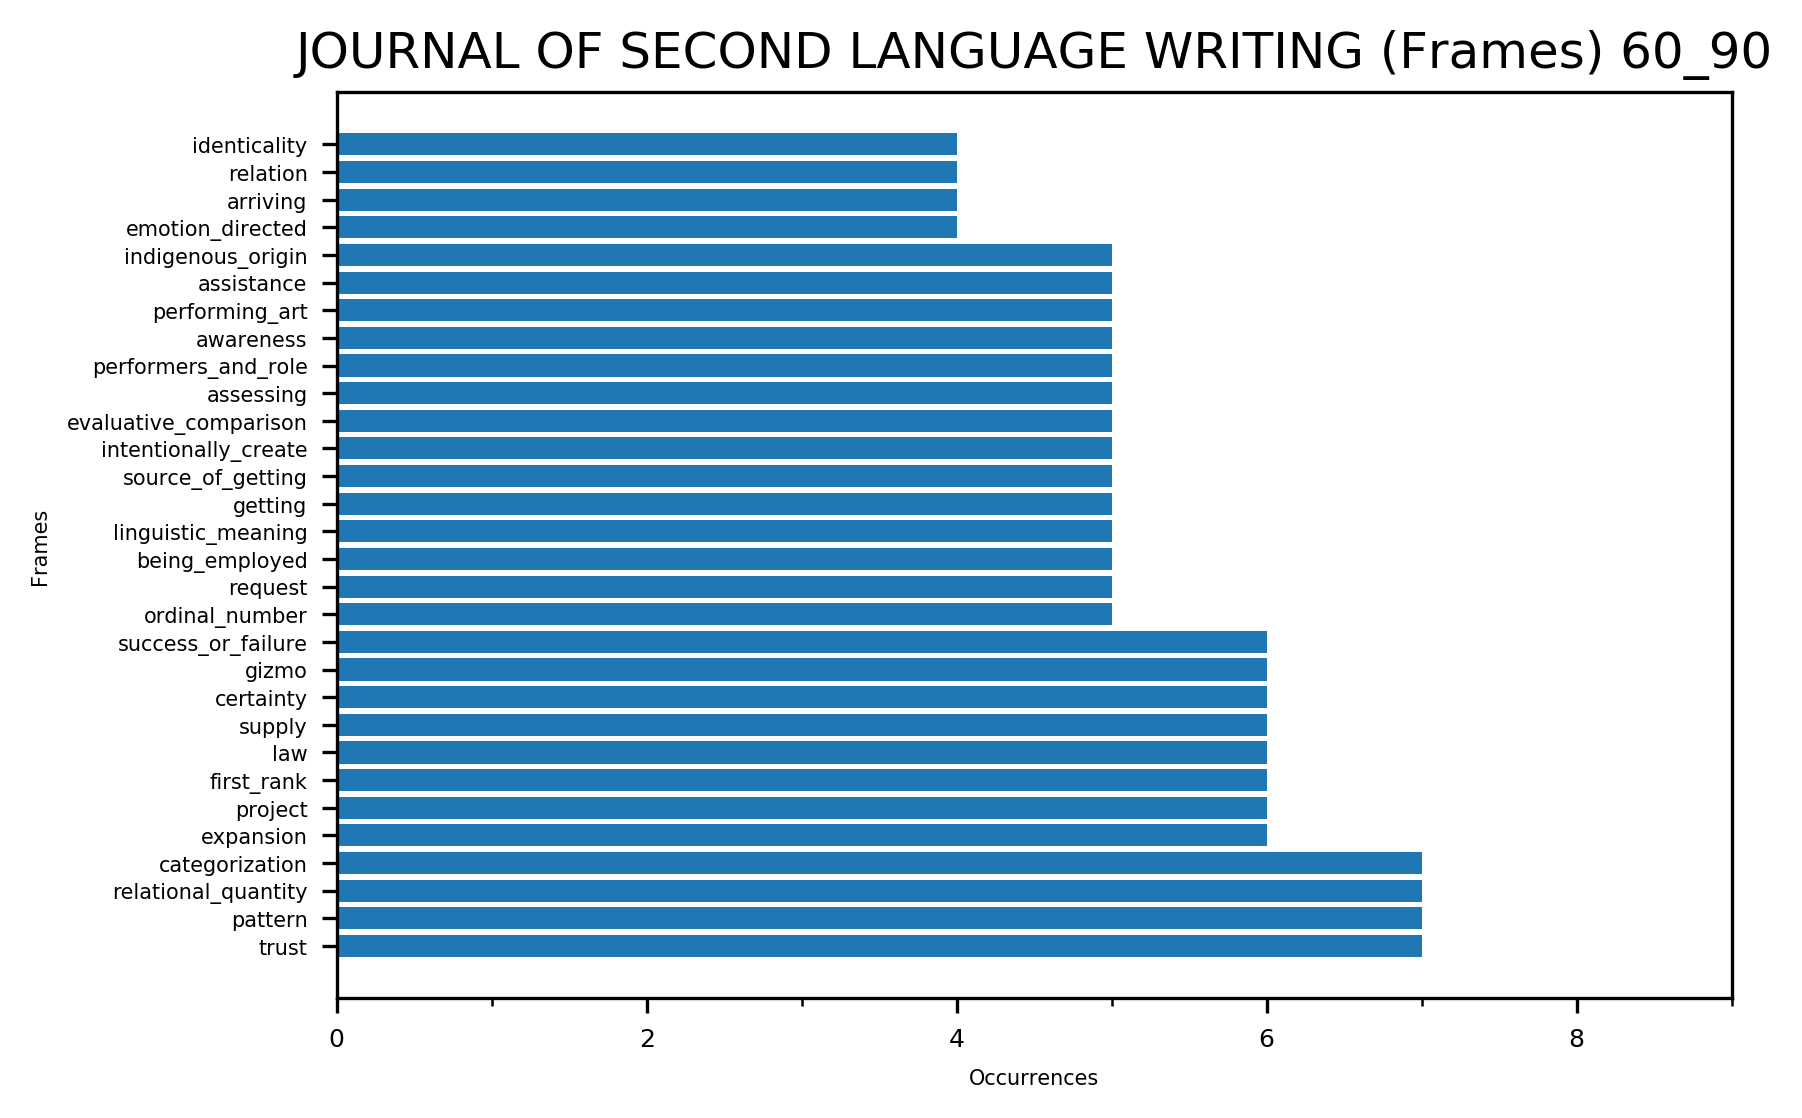 JOURNAL OF SECOND LANGUAGE WRITING (Frames) 60_90
identicality
relation
arriving
emotion_directed
indigenous_origin
assistance
performing_art
awareness
performers_and_role
assessing
evaluative_comparison
intentionally_create
source_of_getting
getting
linguistic_meaning
being_employed
request
ordinal_number
success_or_failure
gizmo
certainty
supply
law
first_rank
project
expansion
categorization
relational_quantity
pattern
trust
Frames
0 2 4 6 8
Occurrences